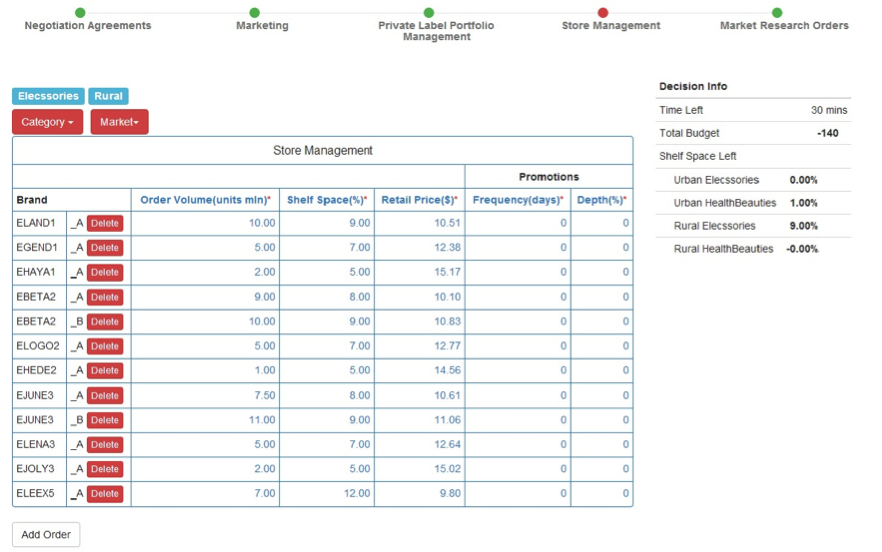 Negotiation Agreements
Marketing
Private Label Portfolio
Management
Store Management
Market Research Orders
Elecssories Rural
Category Market
Store Management
Promotions
Brand Order Volume(units mln)* Shelf Space(%)* Retail Price($)* Frequency(days)* Depth(%)*
ELAND1 _A Delete 10.00 9.00 10.51 0 0
EGEND1 _A Delete 5.00 7.00 12.38 0 0
EHAYA1 _A Delete 2.00 5.00 15.17 0 0
EBETA2 _A Delete 9.00 8.00 10.10 0 0
EBETA2 _B Delete 10.00 9.00 10.83 0 0
ELOGO2 _A Delete 5.00 7.00 12.77 0 0
EHEDE2 _A Delete 1.00 5.00 14.56 0 0
EJUNE3 _A Delete 7.50 8.00 10.61 0 0
EJUNE3 _B Delete 11.00 9.00 11.06 0 0
ELENA3 _A Delete 5.00 7.00 12.64 0 0
EJOLY3 _A Delete 2.00 5.00 15.02 0 0
ELEEX5 _A Delete 7.00 12.00 9.80 0 0
Add Order
Decision Info
Time Left 30 mins
Total Budget -140
Shelf Space Left
Urban Elecssories 0.00%
Urban HealthBeauties 1.00%
Rural Elecssories 9.00%
Rural HealthBeauties -0.00%